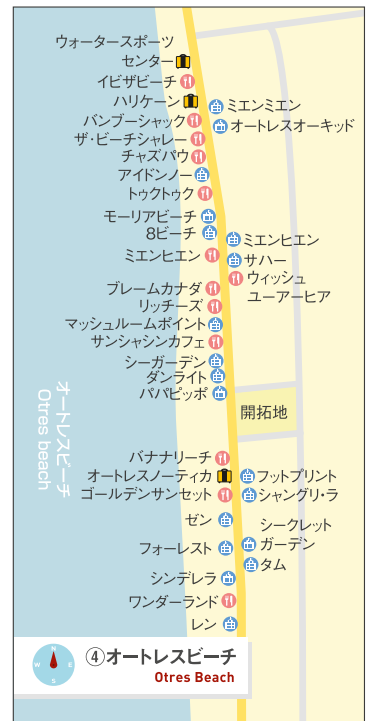 ウォータースポーツ
センター
イビザビーチ
ハリケーン
ミエンミエン
バンブーシャック
オートレスオーキッド
ザ・ビーチシャレー
チャズパウ
アイドンノー
トゥクトゥク
モーリアビーチ
8ビーチ
ミエンヒエン
ミエンヒエン
サハー
ウィッシュ
ユーアーヒア
ブレームカナダ
リッチーズ
マッシュルームポイント
サンシャシンカフェ
シーガーデン
ダンライト
パパピッポ
開拓地
オートレスビーチ
Otres beach
バナナリーチ
オートレスノーティカ
フットプリント
ゴールデンサンセット
シャングリ・ラ
ゼン
シークレット
ガーデン
フォーレスト
タム
シンデレラ
ワンダーランド
レン
N
W E
S
④オートレスビーチ
Otres Beach